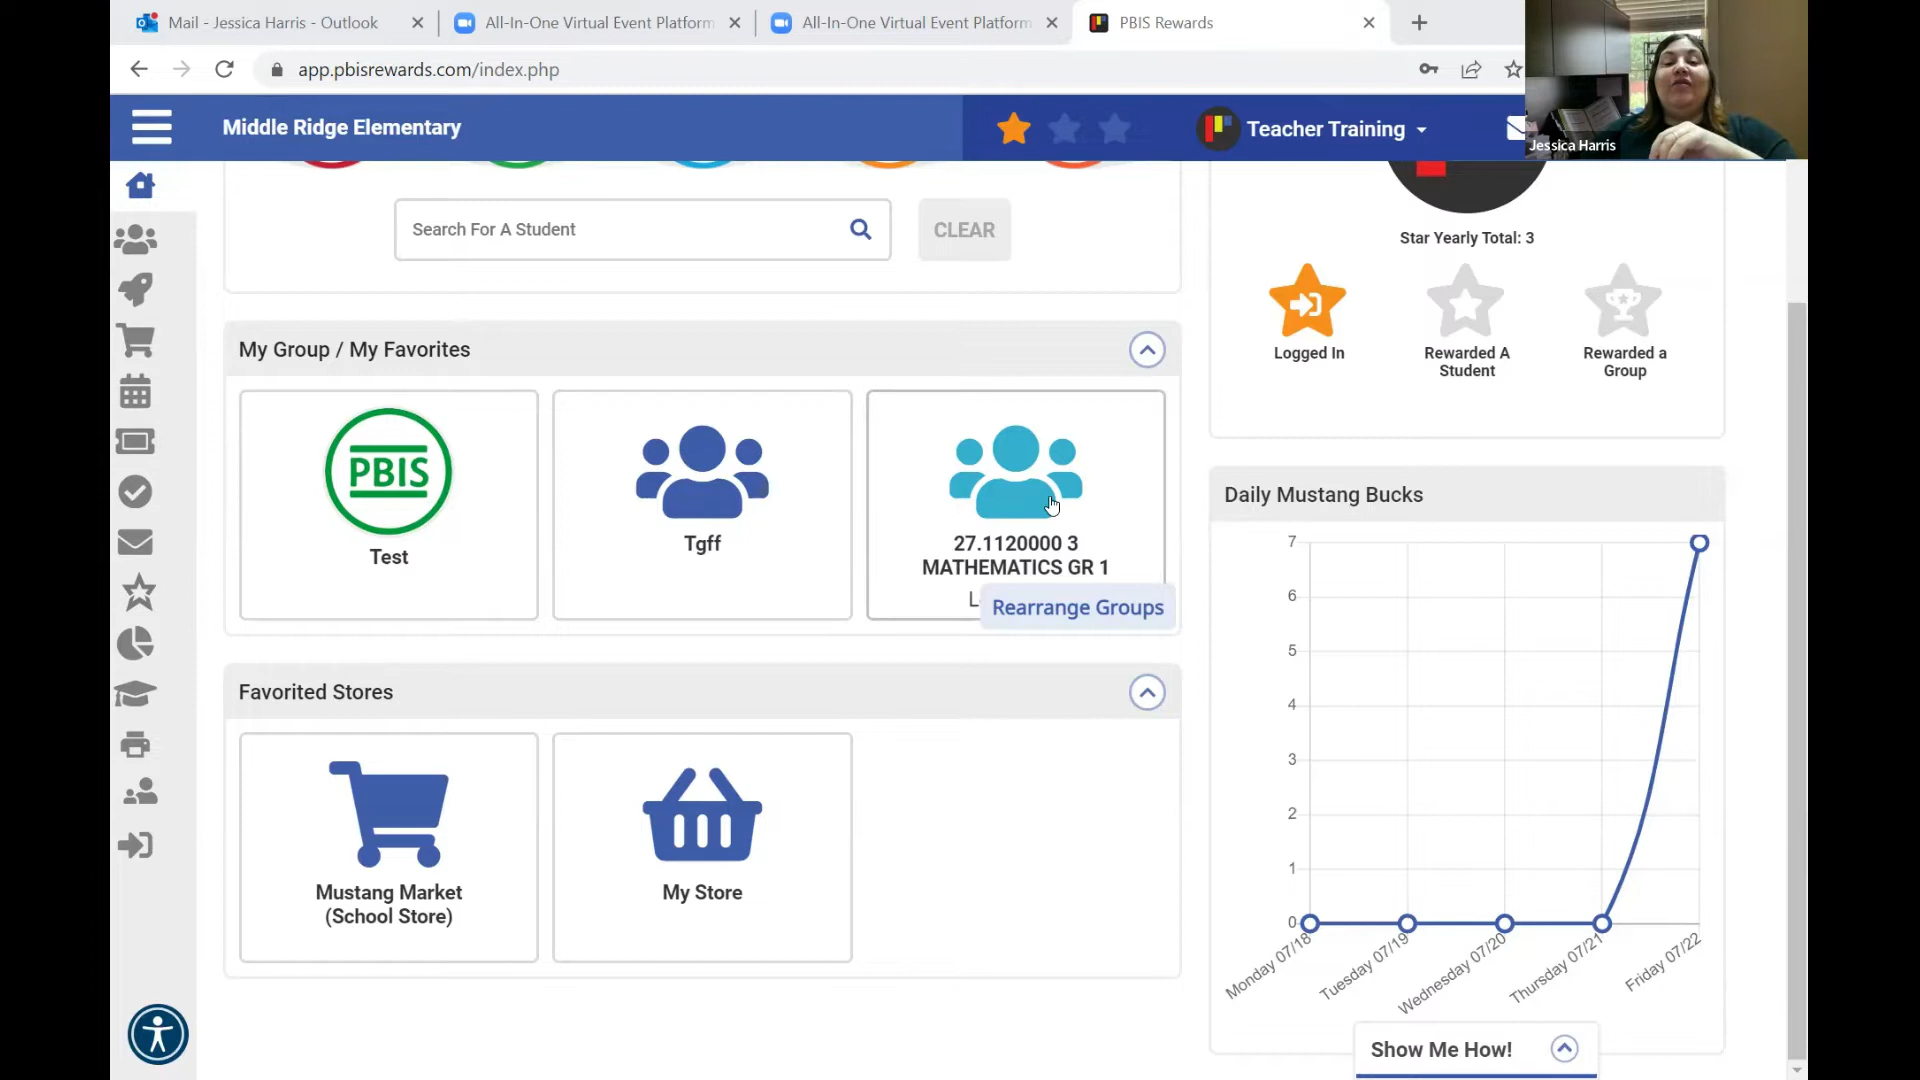 Mail - Jessica Harris - Outlook
All-In-One Virtual Event Platform
All-In-One Virtual Event Platform
PBIS Rewards
app.pbisrewards.com/index.php
Middle Ridge Elementary
Teacher Training
Jessica Harris
Search For A Student
CLEAR
Star Yearly Total: 3
Logged In
Rewarded A
Student
Rewarded a
Group
My Group / My Favorites
PBIS
Test
Tgff
27.1120000 3
MATHEMATICS GR 1
Rearrange Groups
Favorited Stores
Mustang Market
(School Store)
My Store
Daily Mustang Bucks
7
6
5
4
3
2
1
0
Monday 07/18
Tuesday 07/19
Wednesday 07/20
Thursday 07/21
Friday 07/22
Show Me How!